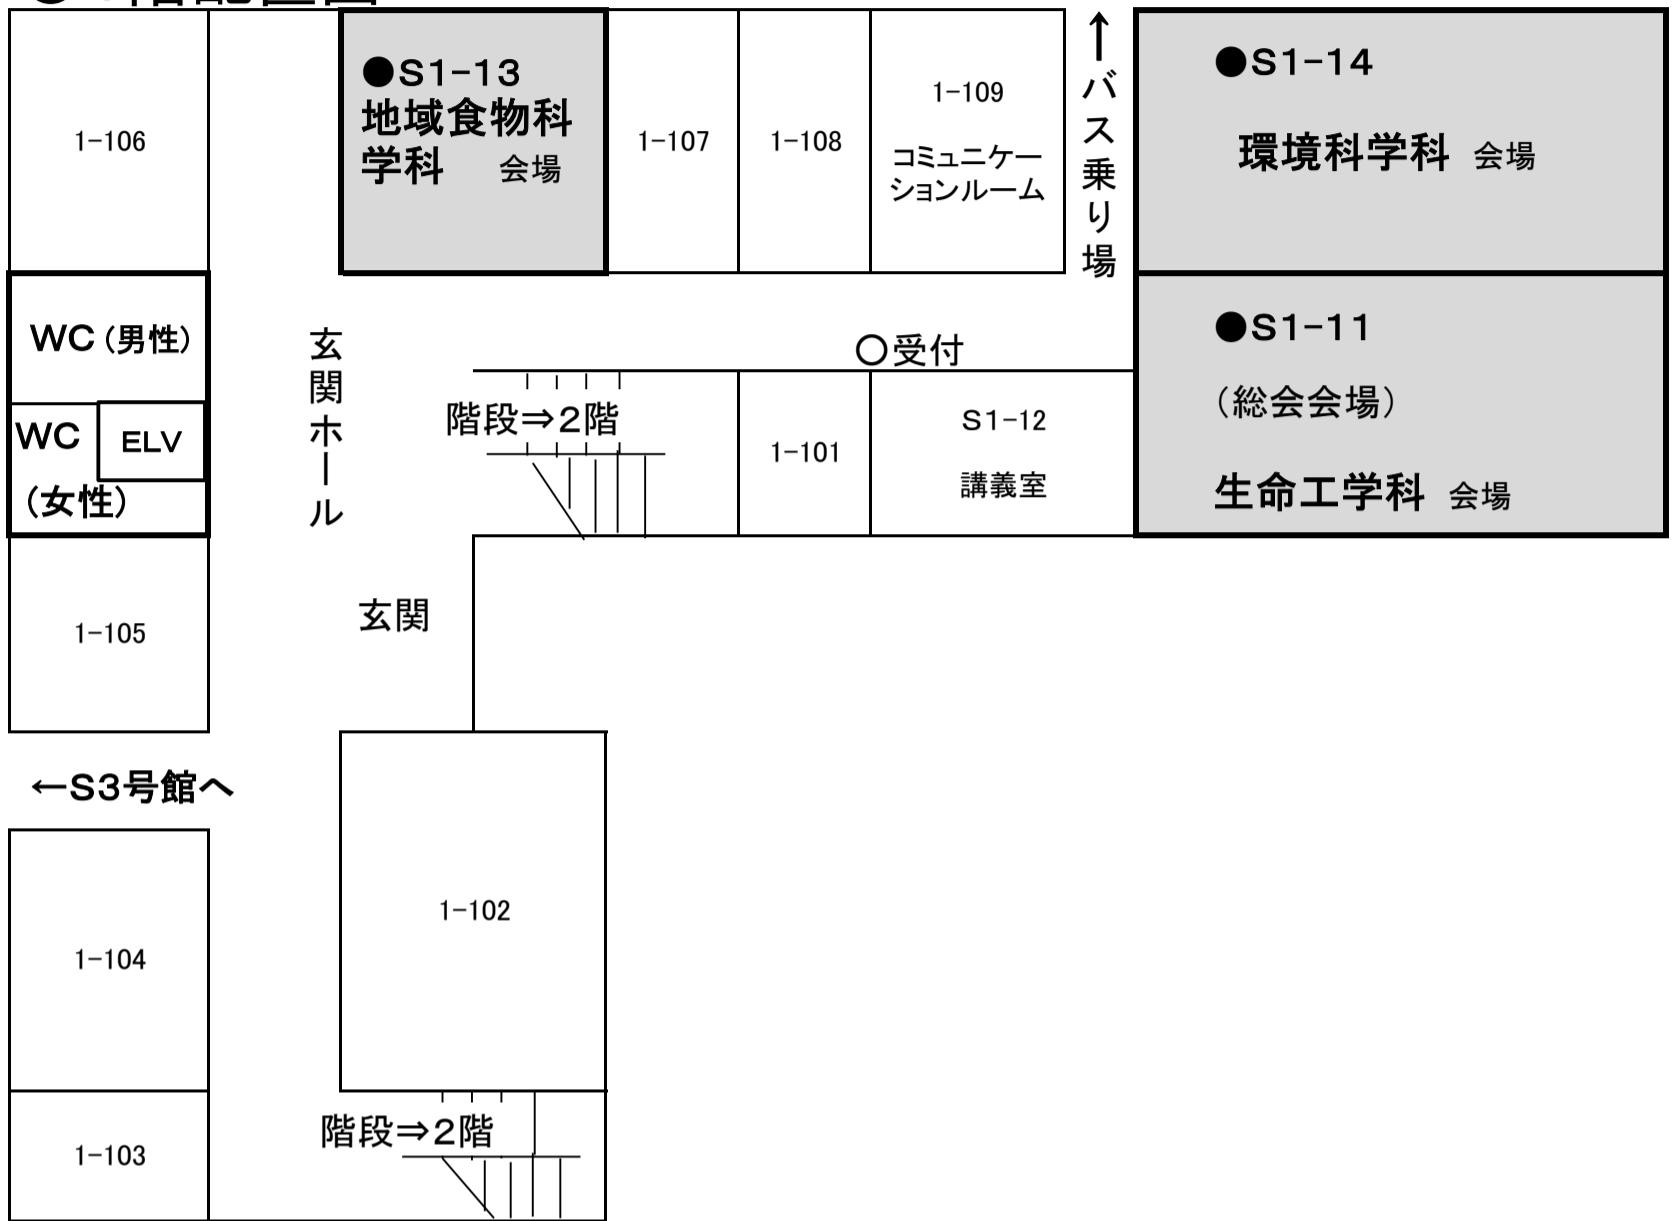 ●S1-13
地域食物科
学科 会場
1-106
1-107
1-108
1-109
コミュニケー
ションルーム
↑バス乗り場
●S1-14
環境科学科 会場
WC(男性)
WC
ELV
(女性)
玄関ホール
○受付
階段⇒2階
1-101
S1-12
講義室
●S1-11
(総会会場)
生命工学科 会場
玄関
1-105
←S3号館へ
1-102
1-104
階段⇒2階
1-103